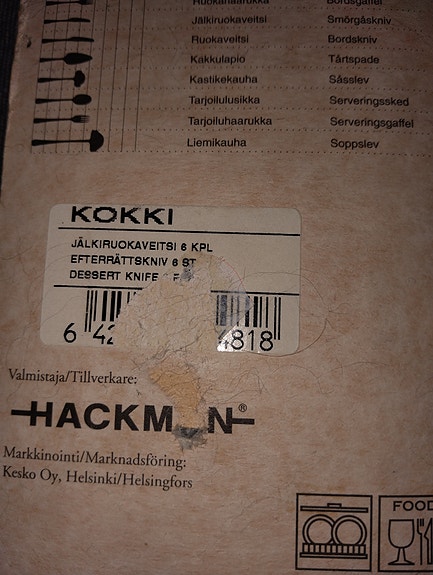 Jälkiruokaveitsi Smörgåskniv
Ruokaveitsi Bordskniv
Kakkulapio Tårtspade
Kastikekauha Såsslev
Tarjoilulusikka Serveringssked
Tarjoiluhaarukka Serveringsgaffel
Liemikauha Soppslev
KOKKI
JÄLKIRUOKAVEITSI 6 KPL
EFTERRÄTTSKNIV 6 ST
DESSERT KNIFE
6 42 4818
Valmistaja/Tillverkare:
HACKM N®
Markkinointi/Marknadsföring:
Kesko Oy, Helsinki/Helsingfors
FOOD